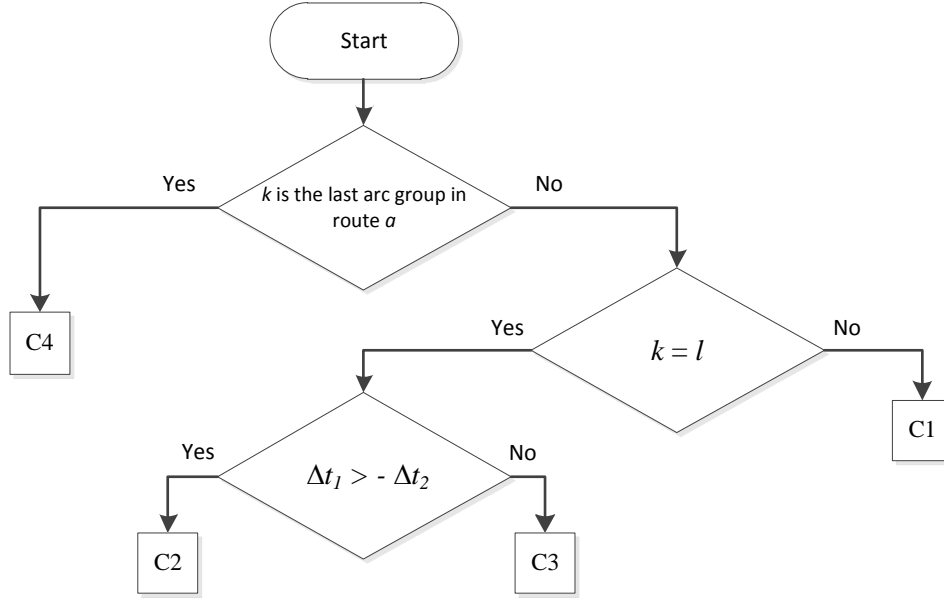 Start
Yes
k is the last arc group in
route a
No
C4
Yes
k = l
No
C1
Yes
Δt₁ > - Δt₂
No
C2
C3